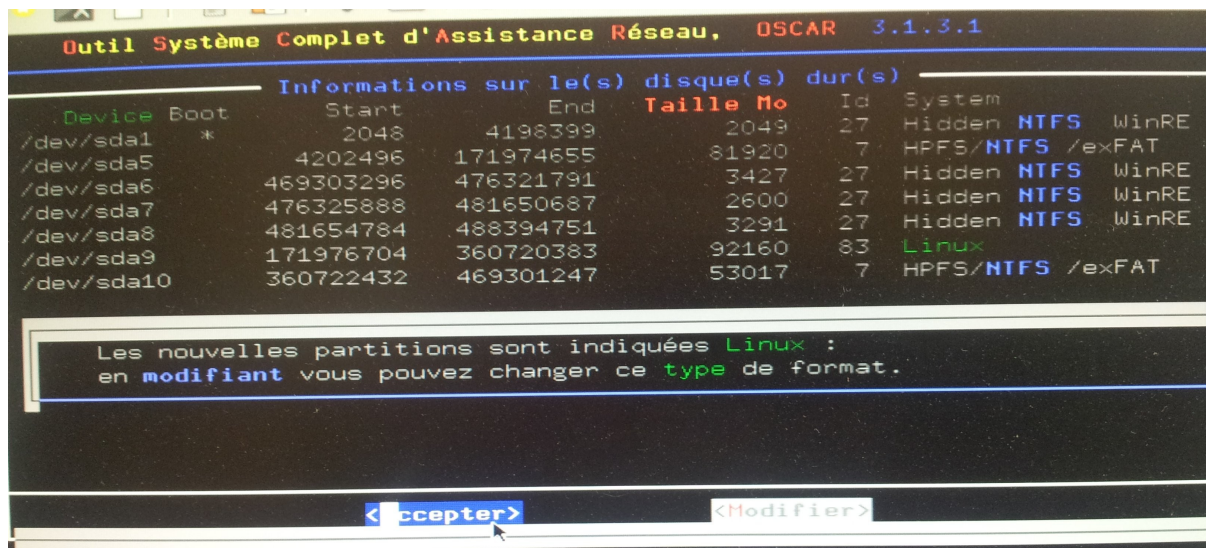 Outil Système Complet d'Assistance Réseau, OSCAR 3.1.3.1
Informations sur le(s) disque(s) dur(s)
Device Boot Start End Taille Mo Id System
/dev/sda1 * 2048 4198399 2049 27 Hidden NTFS WinRE
/dev/sda5 4202496 171974655 81920 7 HPFS/NTFS /exFAT
/dev/sda6 469303296 476321791 3427 27 Hidden NTFS WinRE
/dev/sda7 476325888 481650687 2600 27 Hidden NTFS WinRE
/dev/sda8 481654784 488394751 3291 27 Hidden NTFS WinRE
/dev/sda9 171976704 360720383 92160 83 Linux
/dev/sda10 360722432 469301247 53017 7 HPFS/NTFS /exFAT
Les nouvelles partitions sont indiquées Linux :
en modifiant vous pouvez changer ce type de format.
< ccepter> <Modifier>